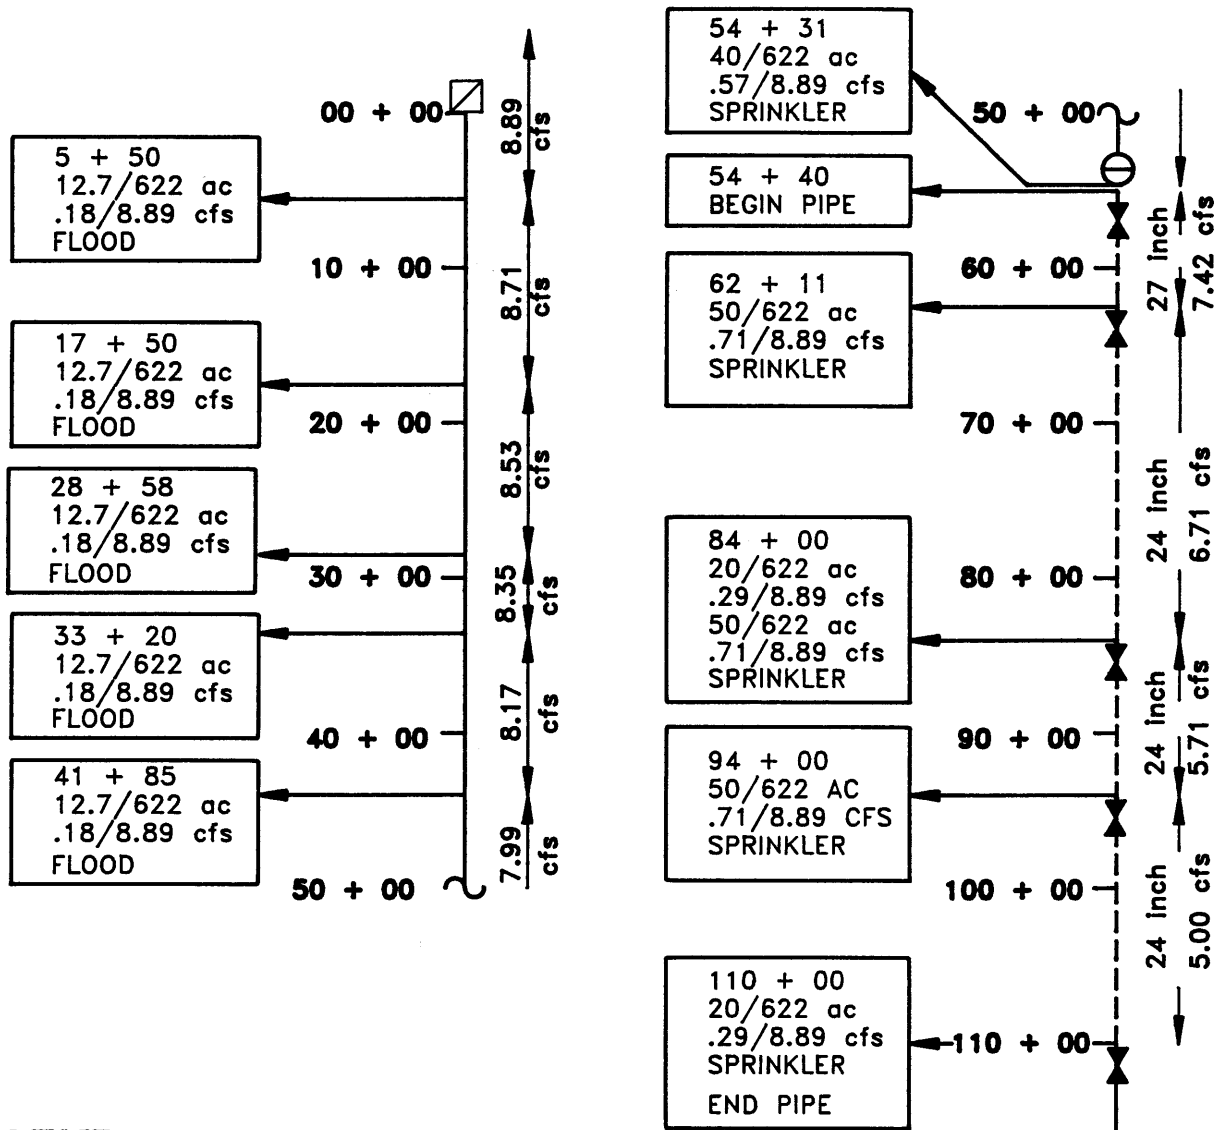 00 + 00
5 + 50
12.7/622 ac
.18/8.89 cfs
FLOOD
10 + 00
17 + 50
12.7/622 ac
.18/8.89 cfs
FLOOD
20 + 00
28 + 58
12.7/622 ac
.18/8.89 cfs
FLOOD
30 + 00
33 + 20
12.7/622 ac
.18/8.89 cfs
FLOOD
40 + 00
41 + 85
12.7/622 ac
.18/8.89 cfs
FLOOD
50 + 00
8.89
cfs
8.71
cfs
8.53
cfs
8.35
cfs
8.17
cfs
7.99
cfs
54 + 31
40/622 ac
.57/8.89 cfs
SPRINKLER
50 + 00
54 + 40
BEGIN PIPE
60 + 00
62 + 11
50/622 ac
.71/8.89 cfs
SPRINKLER
70 + 00
84 + 00
20/622 ac
.29/8.89 cfs
50/622 ac
.71/8.89 cfs
SPRINKLER
80 + 00
90 + 00
94 + 00
50/622 AC
.71/8.89 CFS
SPRINKLER
100 + 00
110 + 00
20/622 ac
.29/8.89 cfs
SPRINKLER
END PIPE
110 + 00
27 inch
7.42 cfs
24 inch
6.71 cfs
24 inch
5.71 cfs
24 inch
5.00 cfs